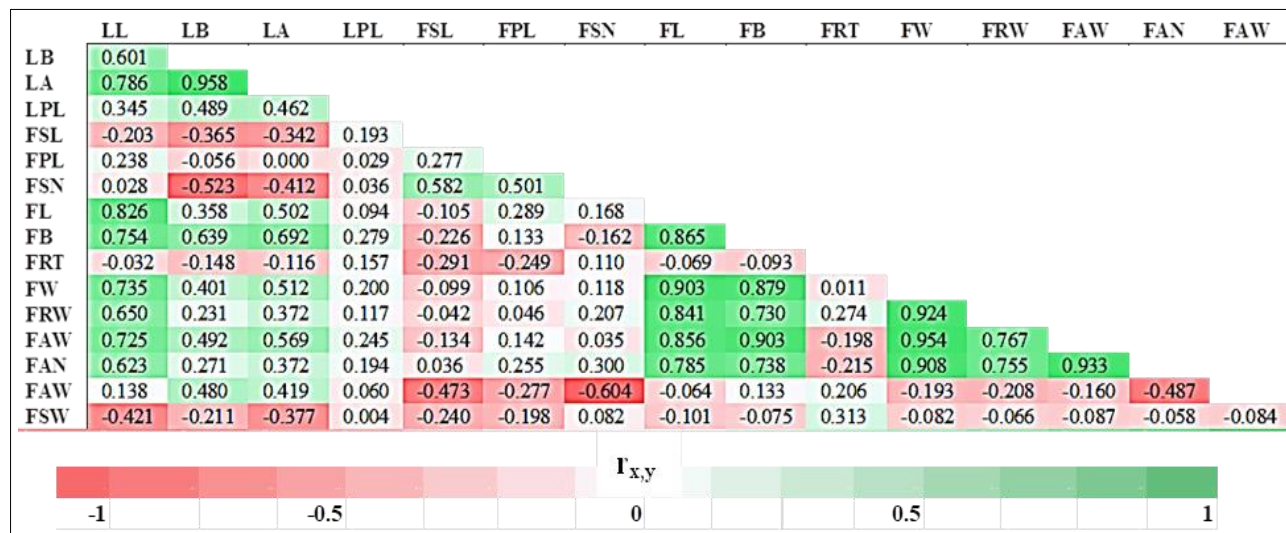 LL LB LA LPL FSL FPL FSN FL FB FRT FW FRW FAW FAN FAW
LB 0.601
LA 0.786 0.958
LPL 0.345 0.489 0.462
FSL -0.203 -0.365 -0.342 0.193
FPL 0.238 -0.056 0.000 0.029 0.277
FSN 0.028 -0.523 -0.412 0.036 0.582 0.501
FL 0.826 0.358 0.502 0.094 -0.105 0.289 0.168
FB 0.754 0.639 0.692 0.279 -0.226 0.133 -0.162 0.865
FRT -0.032 -0.148 -0.116 0.157 -0.291 -0.249 0.110 -0.069 -0.093
FW 0.735 0.401 0.512 0.200 -0.099 0.106 0.118 0.903 0.879 0.011
FRW 0.650 0.231 0.372 0.117 -0.042 0.046 0.207 0.841 0.730 0.274 0.924
FAW 0.725 0.492 0.569 0.245 -0.134 0.142 0.035 0.856 0.903 -0.198 0.954 0.767
FAN 0.623 0.271 0.372 0.194 0.036 0.255 0.300 0.785 0.738 -0.215 0.908 0.755 0.933
FAW 0.138 0.480 0.419 0.060 -0.473 -0.277 -0.604 -0.064 0.133 0.206 -0.193 -0.208 -0.160 -0.487
FSW -0.421 -0.211 -0.377 0.004 -0.240 -0.198 0.082 -0.101 -0.075 0.313 -0.082 -0.066 -0.087 -0.058 -0.084
rx,y
-1 -0.5 0 0.5 1